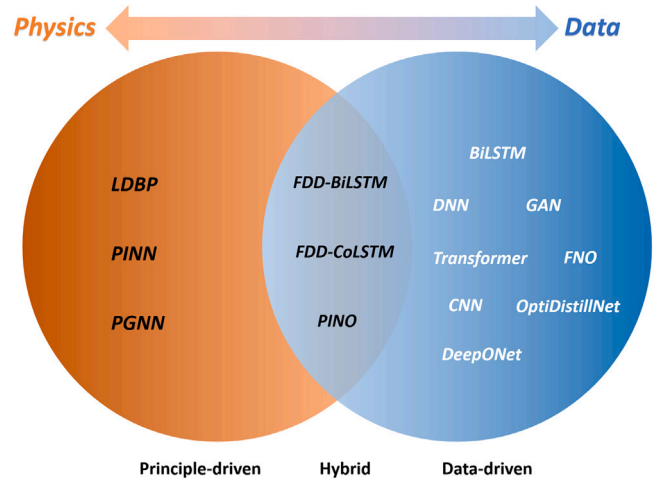 Physics Data
BiLSTM
LDBP FDD-BiLSTM
DNN GAN
PINN FDD-CoLSTM Transformer FNO
CNN OptiDistillNet
PGNN PINO
DeepONet
Principle-driven Hybrid Data-driven